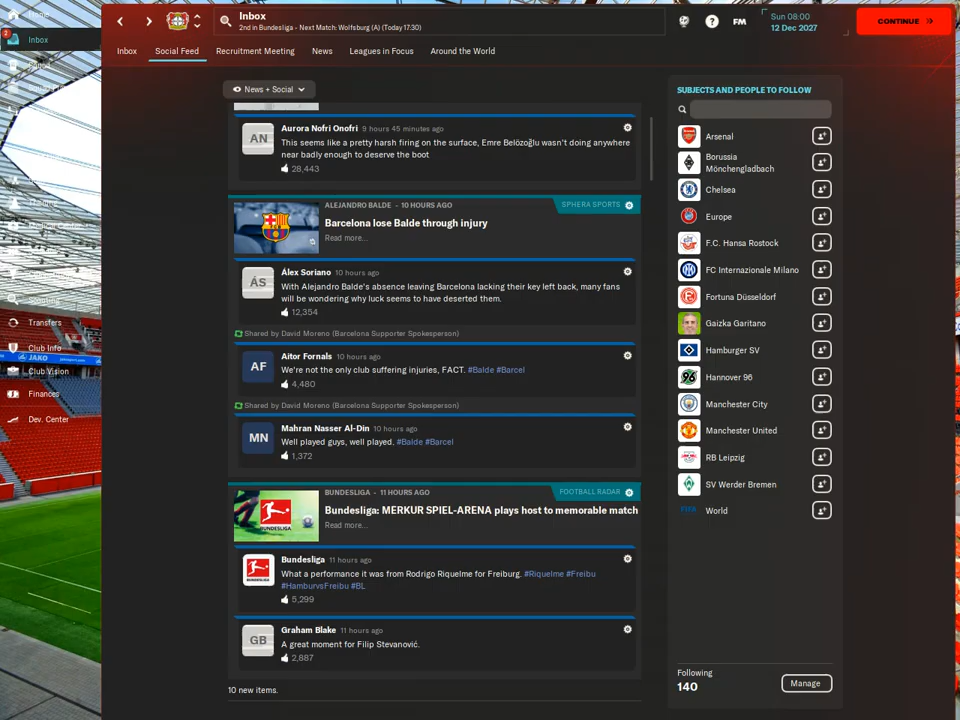 Home
2
Inbox
Inbox
2nd in Bundesliga - Next Match: Wolfsburg (A) (Today 17:30)
?
FM
Sun 08:00
12 Dec 2027
CONTINUE
Inbox
Social Feed
Recruitment Meeting
News
Leagues in Focus
Around the World
News + Social
AN
Aurora Nofri Onofri 9 hours 45 minutes ago
This seems like a pretty harsh firing on the surface, Emre Belözoğlu wasn't doing anywhere
near badly enough to deserve the boot
28,443
ALEJANDRO BALDE - 10 HOURS AGO
SPHERA SPORTS
Barcelona lose Balde through injury
Read more...
ÁS
Álex Soriano 10 hours ago
With Alejandro Balde's absence leaving Barcelona lacking their key left back, many fans
will be wondering why luck seems to have deserted them.
12,354
Shared by David Moreno (Barcelona Supporter Spokesperson)
AF
Aitor Fornals 10 hours ago
We're not the only club suffering injuries, FACT. #Balde #Barcel
4,480
Shared by David Moreno (Barcelona Supporter Spokesperson)
MN
Mahran Nasser Al-Din 10 hours ago
Well played guys, well played. #Balde #Barcel
1,372
BUNDESLIGA - 11 HOURS AGO
FOOTBALL RADAR
Bundesliga: MERKUR SPIEL-ARENA plays host to memorable match
Read more...
BUNDESLIGA
Bundesliga 11 hours ago
What a performance it was from Rodrigo Riquelme for Freiburg. #Riquelme #Freibu
#HamburvsFreibu #BL
5,299
GB
Graham Blake 11 hours ago
A great moment for Filip Stevanović.
2,887
10 new items.
SUBJECTS AND PEOPLE TO FOLLOW
Arsenal
Borussia
Mönchengladbach
Chelsea
Europe
F.C. Hansa Rostock
FC Internazionale Milano
Fortuna Düsseldorf
Gaizka Garitano
Hamburger SV
Hannover 96
Manchester City
Manchester United
RB Leipzig
SV Werder Bremen
FIFA
World
Following
140
Manage
Scouting
Transfers
Club Info
JAKO
Club Vision
Finances
Dev. Center